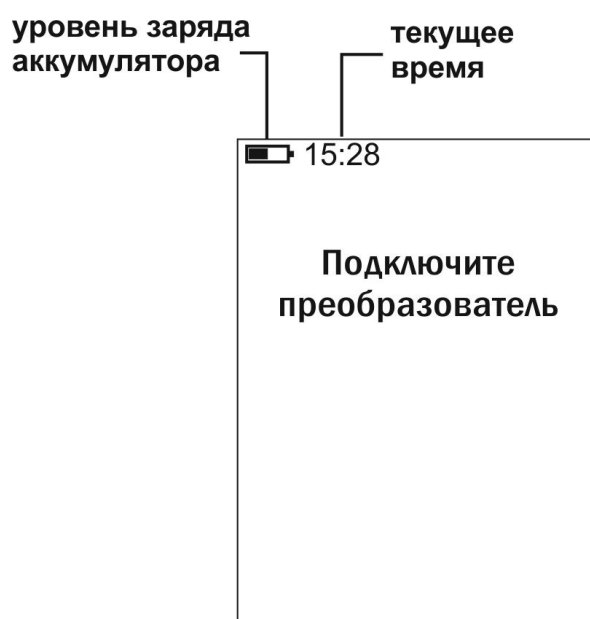 уровень заряда
аккумулятора
текущее
время
15:28
Подключите
преобразователь